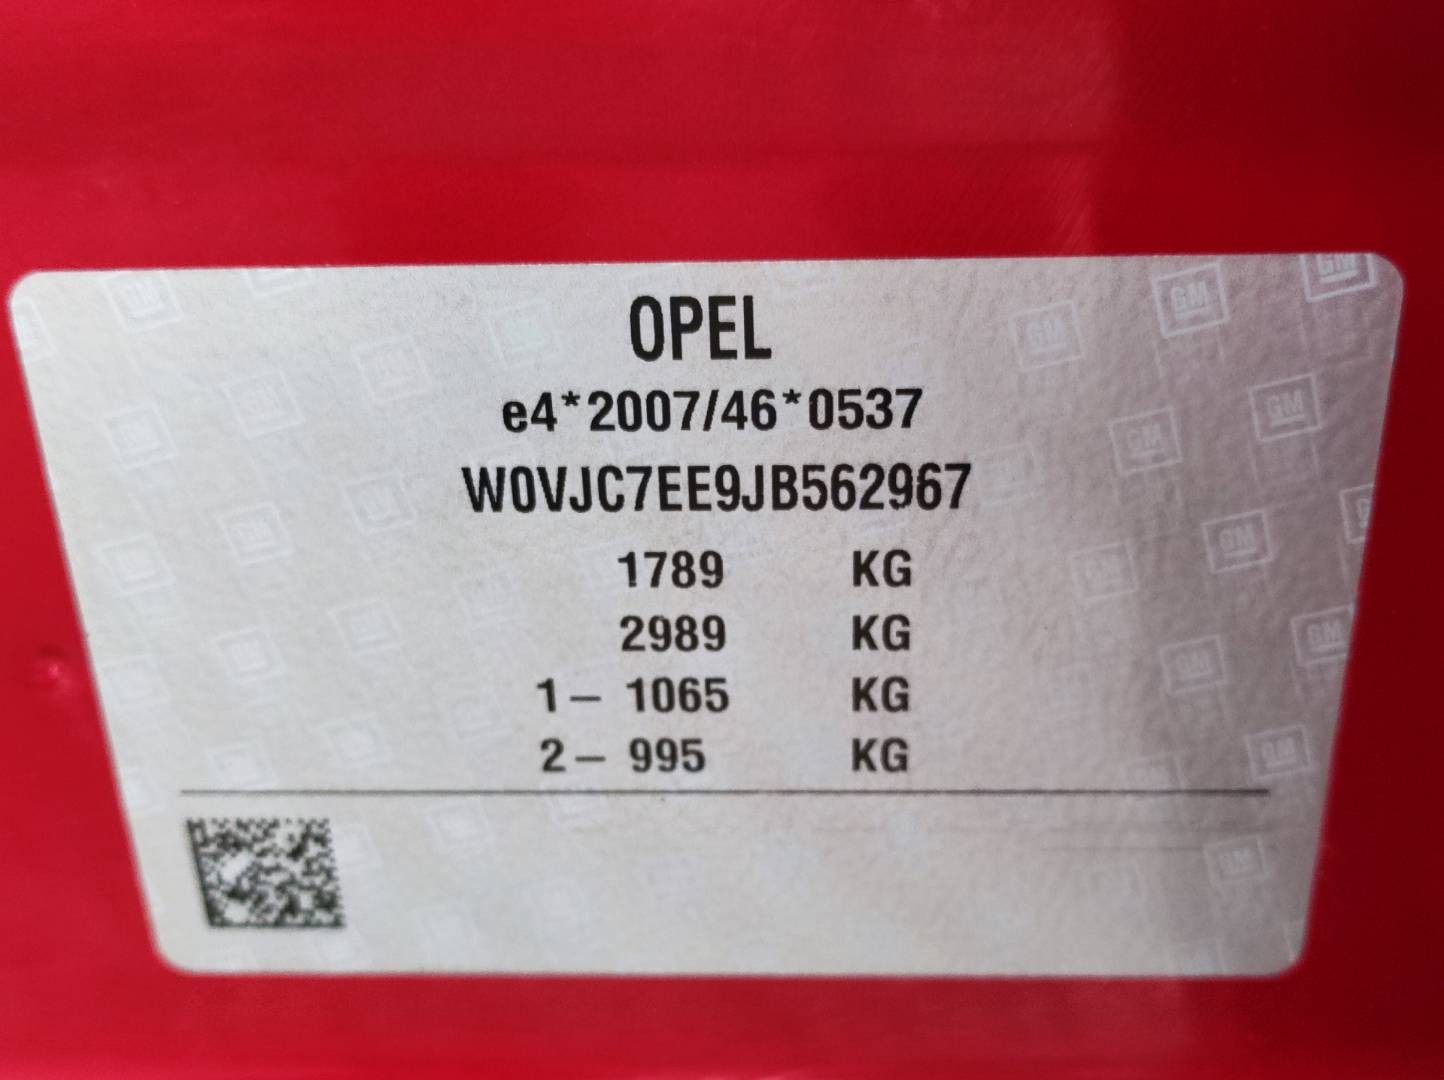 OPEL
e4*2007/46*0537
W0VJC7EE9JB562967
1789 KG
2989 KG
1– 1065 KG
2– 995 KG